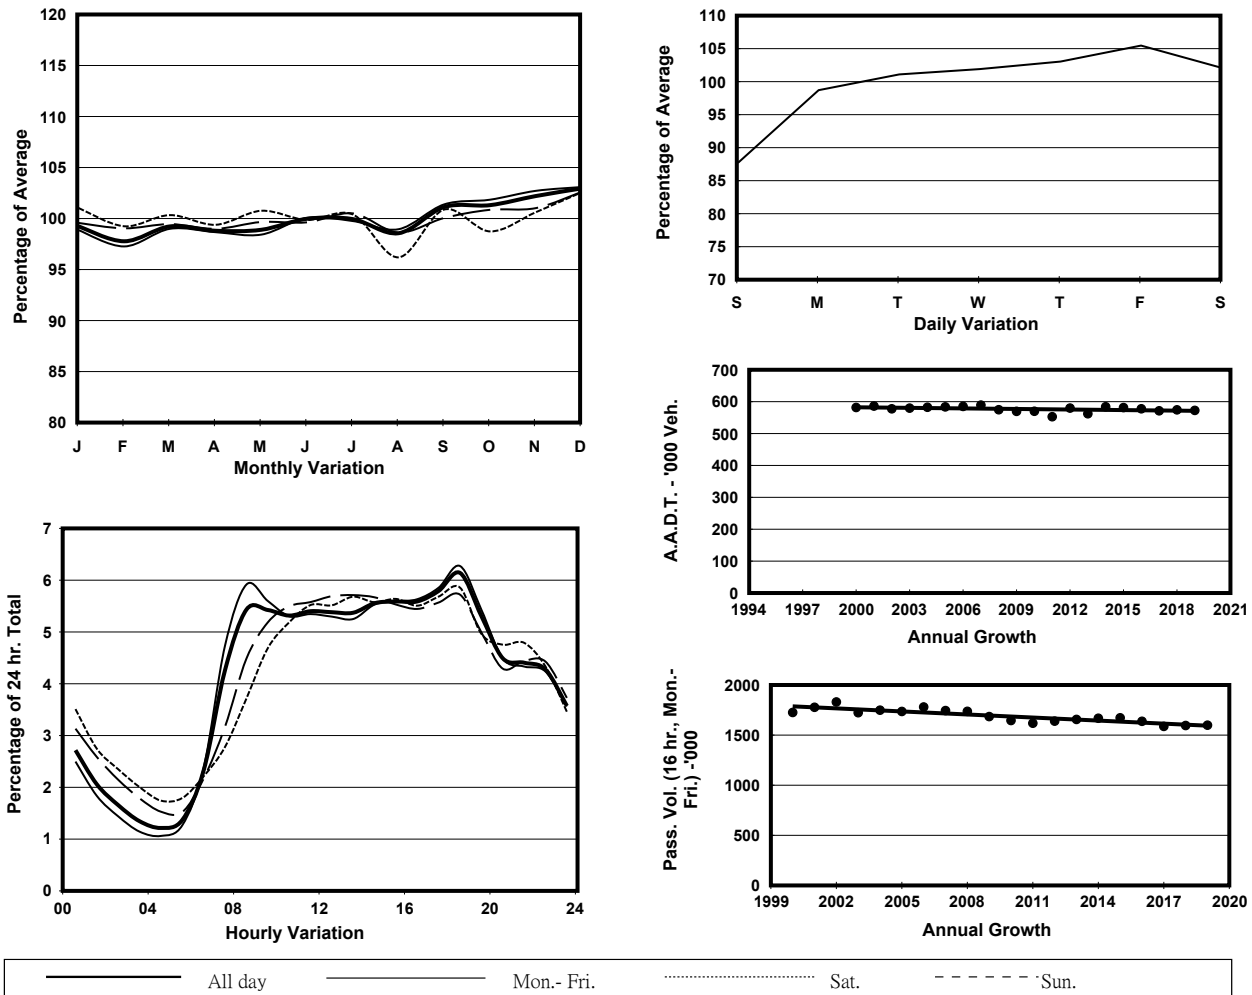 120
115
110
105
100
95
90
85
80
Percentage of Average
J F M A M J J A S O N D
Monthly Variation
110
105
100
95
90
85
80
75
70
Percentage of Average
S M T W T F S
Daily Variation
700
600
500
400
300
200
100
0
A.A.D.T. - '000 Veh.
1994 1997 2000 2003 2006 2009 2012 2015 2018 2021
Annual Growth
7
6
5
4
3
2
1
0
Percentage of 24 hr. Total
00 04 08 12 16 20 24
Hourly Variation
2000
1500
1000
500
0
Pass. Vol. (16 hr., Mon.-
Fri.) -'000
1999 2002 2005 2008 2011 2014 2017 2020
Annual Growth
All day Mon.- Fri. Sat. Sun.